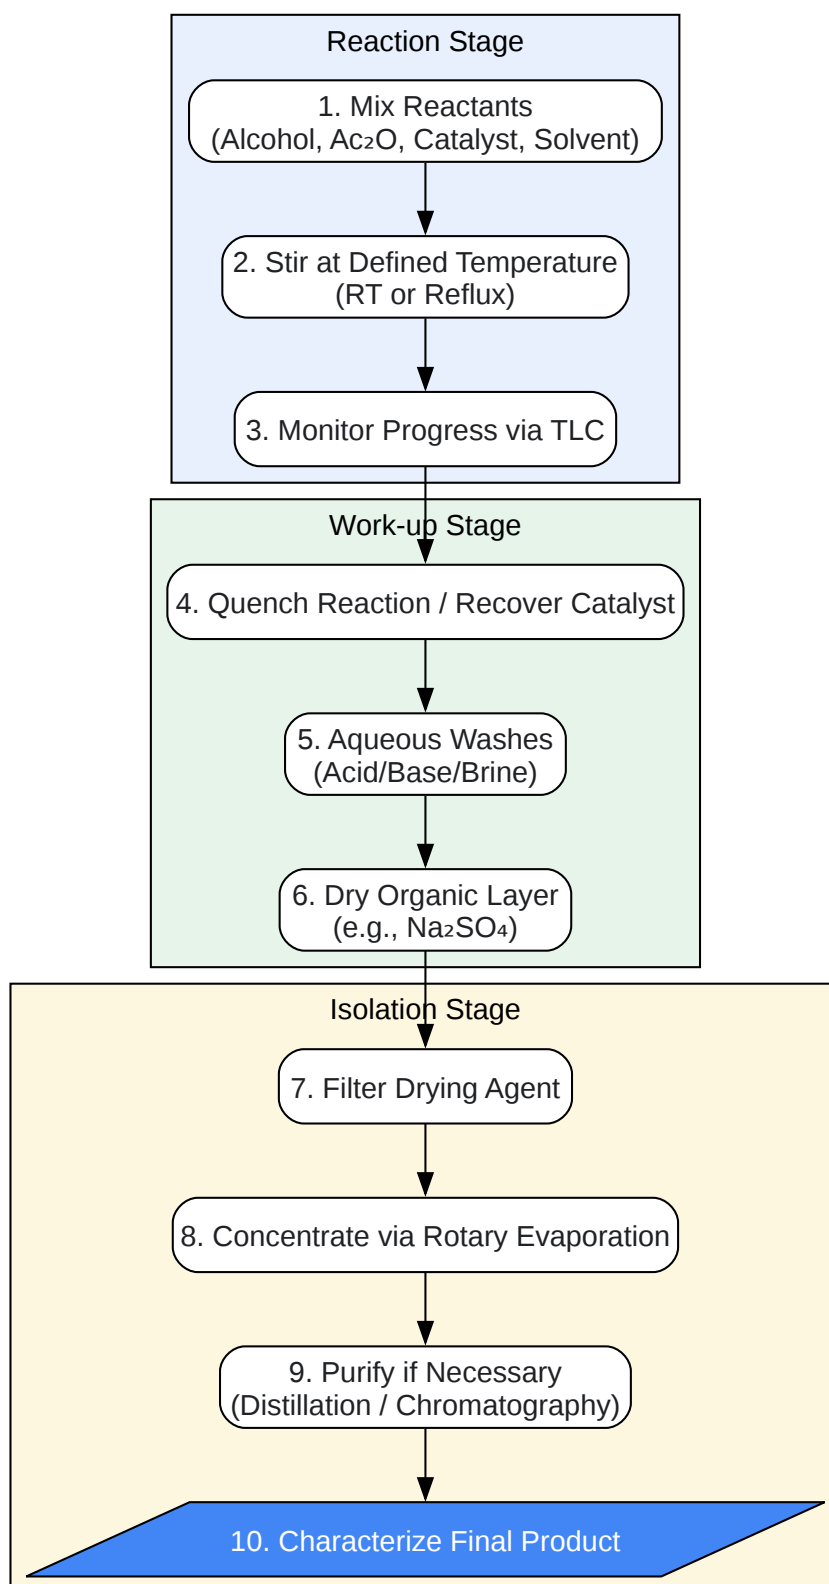 Reaction Stage
1. Mix Reactants
(Alcohol, Ac₂O, Catalyst, Solvent)
2. Stir at Defined Temperature
(RT or Reflux)
3. Monitor Progress via TLC
Work-up Stage
4. Quench Reaction / Recover Catalyst
5. Aqueous Washes
(Acid/Base/Brine)
6. Dry Organic Layer
(e.g., Na₂SO₄)
Isolation Stage
7. Filter Drying Agent
8. Concentrate via Rotary Evaporation
9. Purify if Necessary
(Distillation / Chromatography)
10. Characterize Final Product